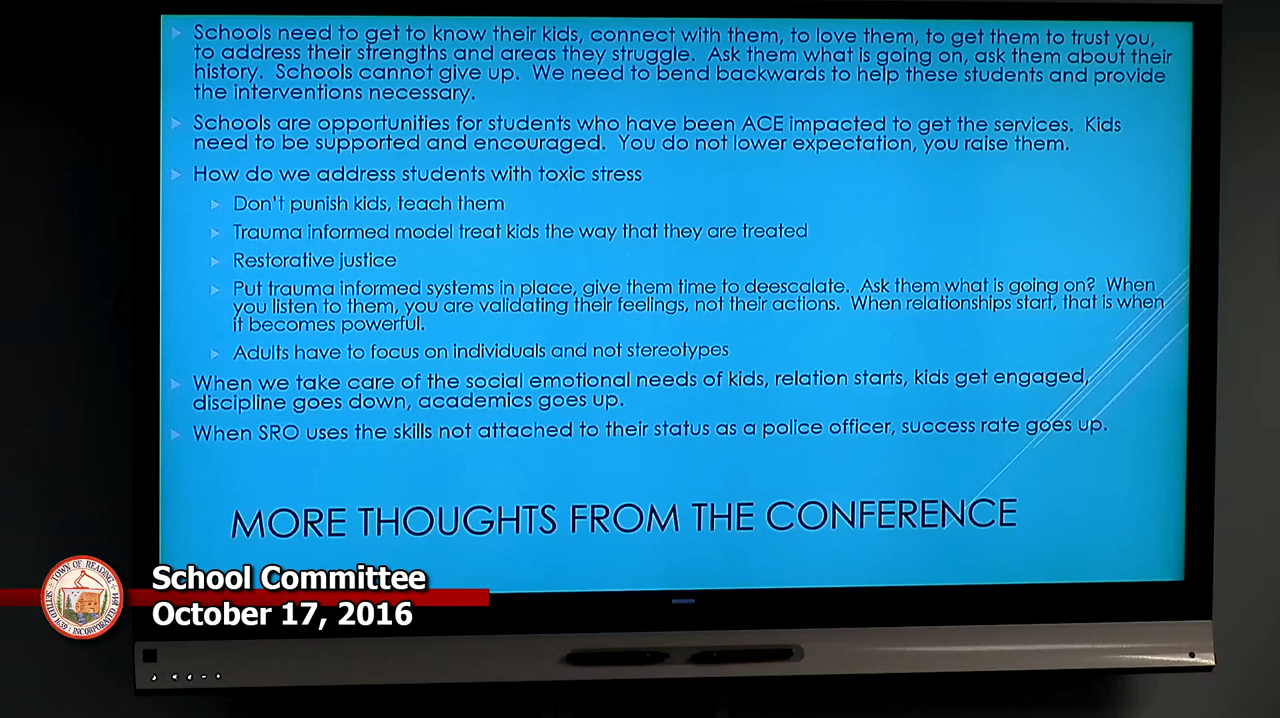 Schools need to get to know their kids, connect with them, to love them, to get them to trust you,
to address their strengths and areas they struggle. Ask them what is going on, ask them about their
history. Schools cannot give up. We need to bend backwards to help these students and provide
the interventions necessary.
Schools are opportunities for students who have been ACE impacted to get the services. Kids
need to be supported and encouraged. You do not lower expectation, you raise them.
How do we address students with toxic stress
Don't punish kids, teach them
Trauma informed model treat kids the way that they are treated
Restorative justice
Put trauma informed systems in place, give them time to deescalate. Ask them what is going on? When
you listen to them, you are validating their feelings, not their actions. When relationships start, that is when
it becomes powerful.
Adults have to focus on individuals and not stereotypes
When we take care of the social emotional needs of kids, relation starts, kids get engaged,
discipline goes down, academics goes up.
When SRO uses the skills not attached to their status as a police officer, success rate goes up.
MORE THOUGHTS FROM THE CONFERENCE
TOWN OF READING
SETTLED 1639 : INCORPORATED 1644
School Committee
October 17, 2016